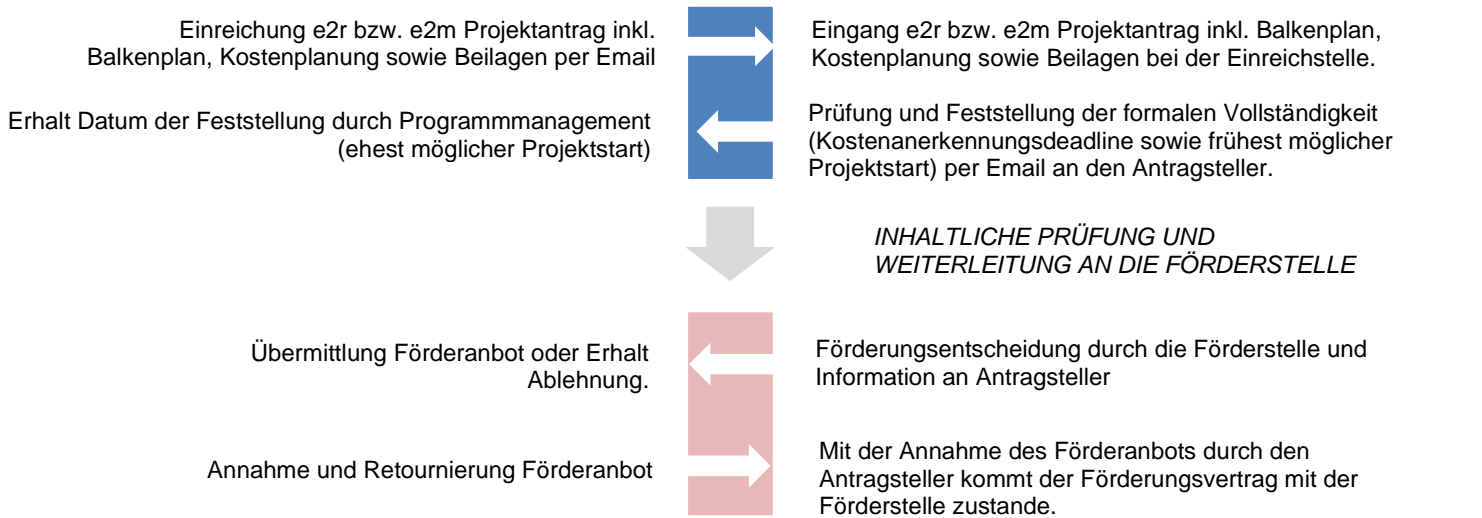 Einreichung e2r bzw. e2m Projektantrag inkl.
Balkenplan, Kostenplanung sowie Beilagen per Email
Eingang e2r bzw. e2m Projektantrag inkl. Balkenplan,
Kostenplanung sowie Beilagen bei der Einreichstelle.
Erhalt Datum der Feststellung durch Programmmanagement
(ehest möglicher Projektstart)
Prüfung und Feststellung der formalen Vollständigkeit
(Kostenanerkennungsdeadline sowie frühest möglicher
Projektstart) per Email an den Antragsteller.
INHALTLICHE PRÜFUNG UND
WEITERLEITUNG AN DIE FÖRDERSTELLE
Übermittlung Förderanbot oder Erhalt
Ablehnung.
Förderungsentscheidung durch die Förderstelle und
Information an Antragsteller
Annahme und Retournierung Förderanbot
Mit der Annahme des Förderanbots durch den
Antragsteller kommt der Förderungsvertrag mit der
Förderstelle zustande.